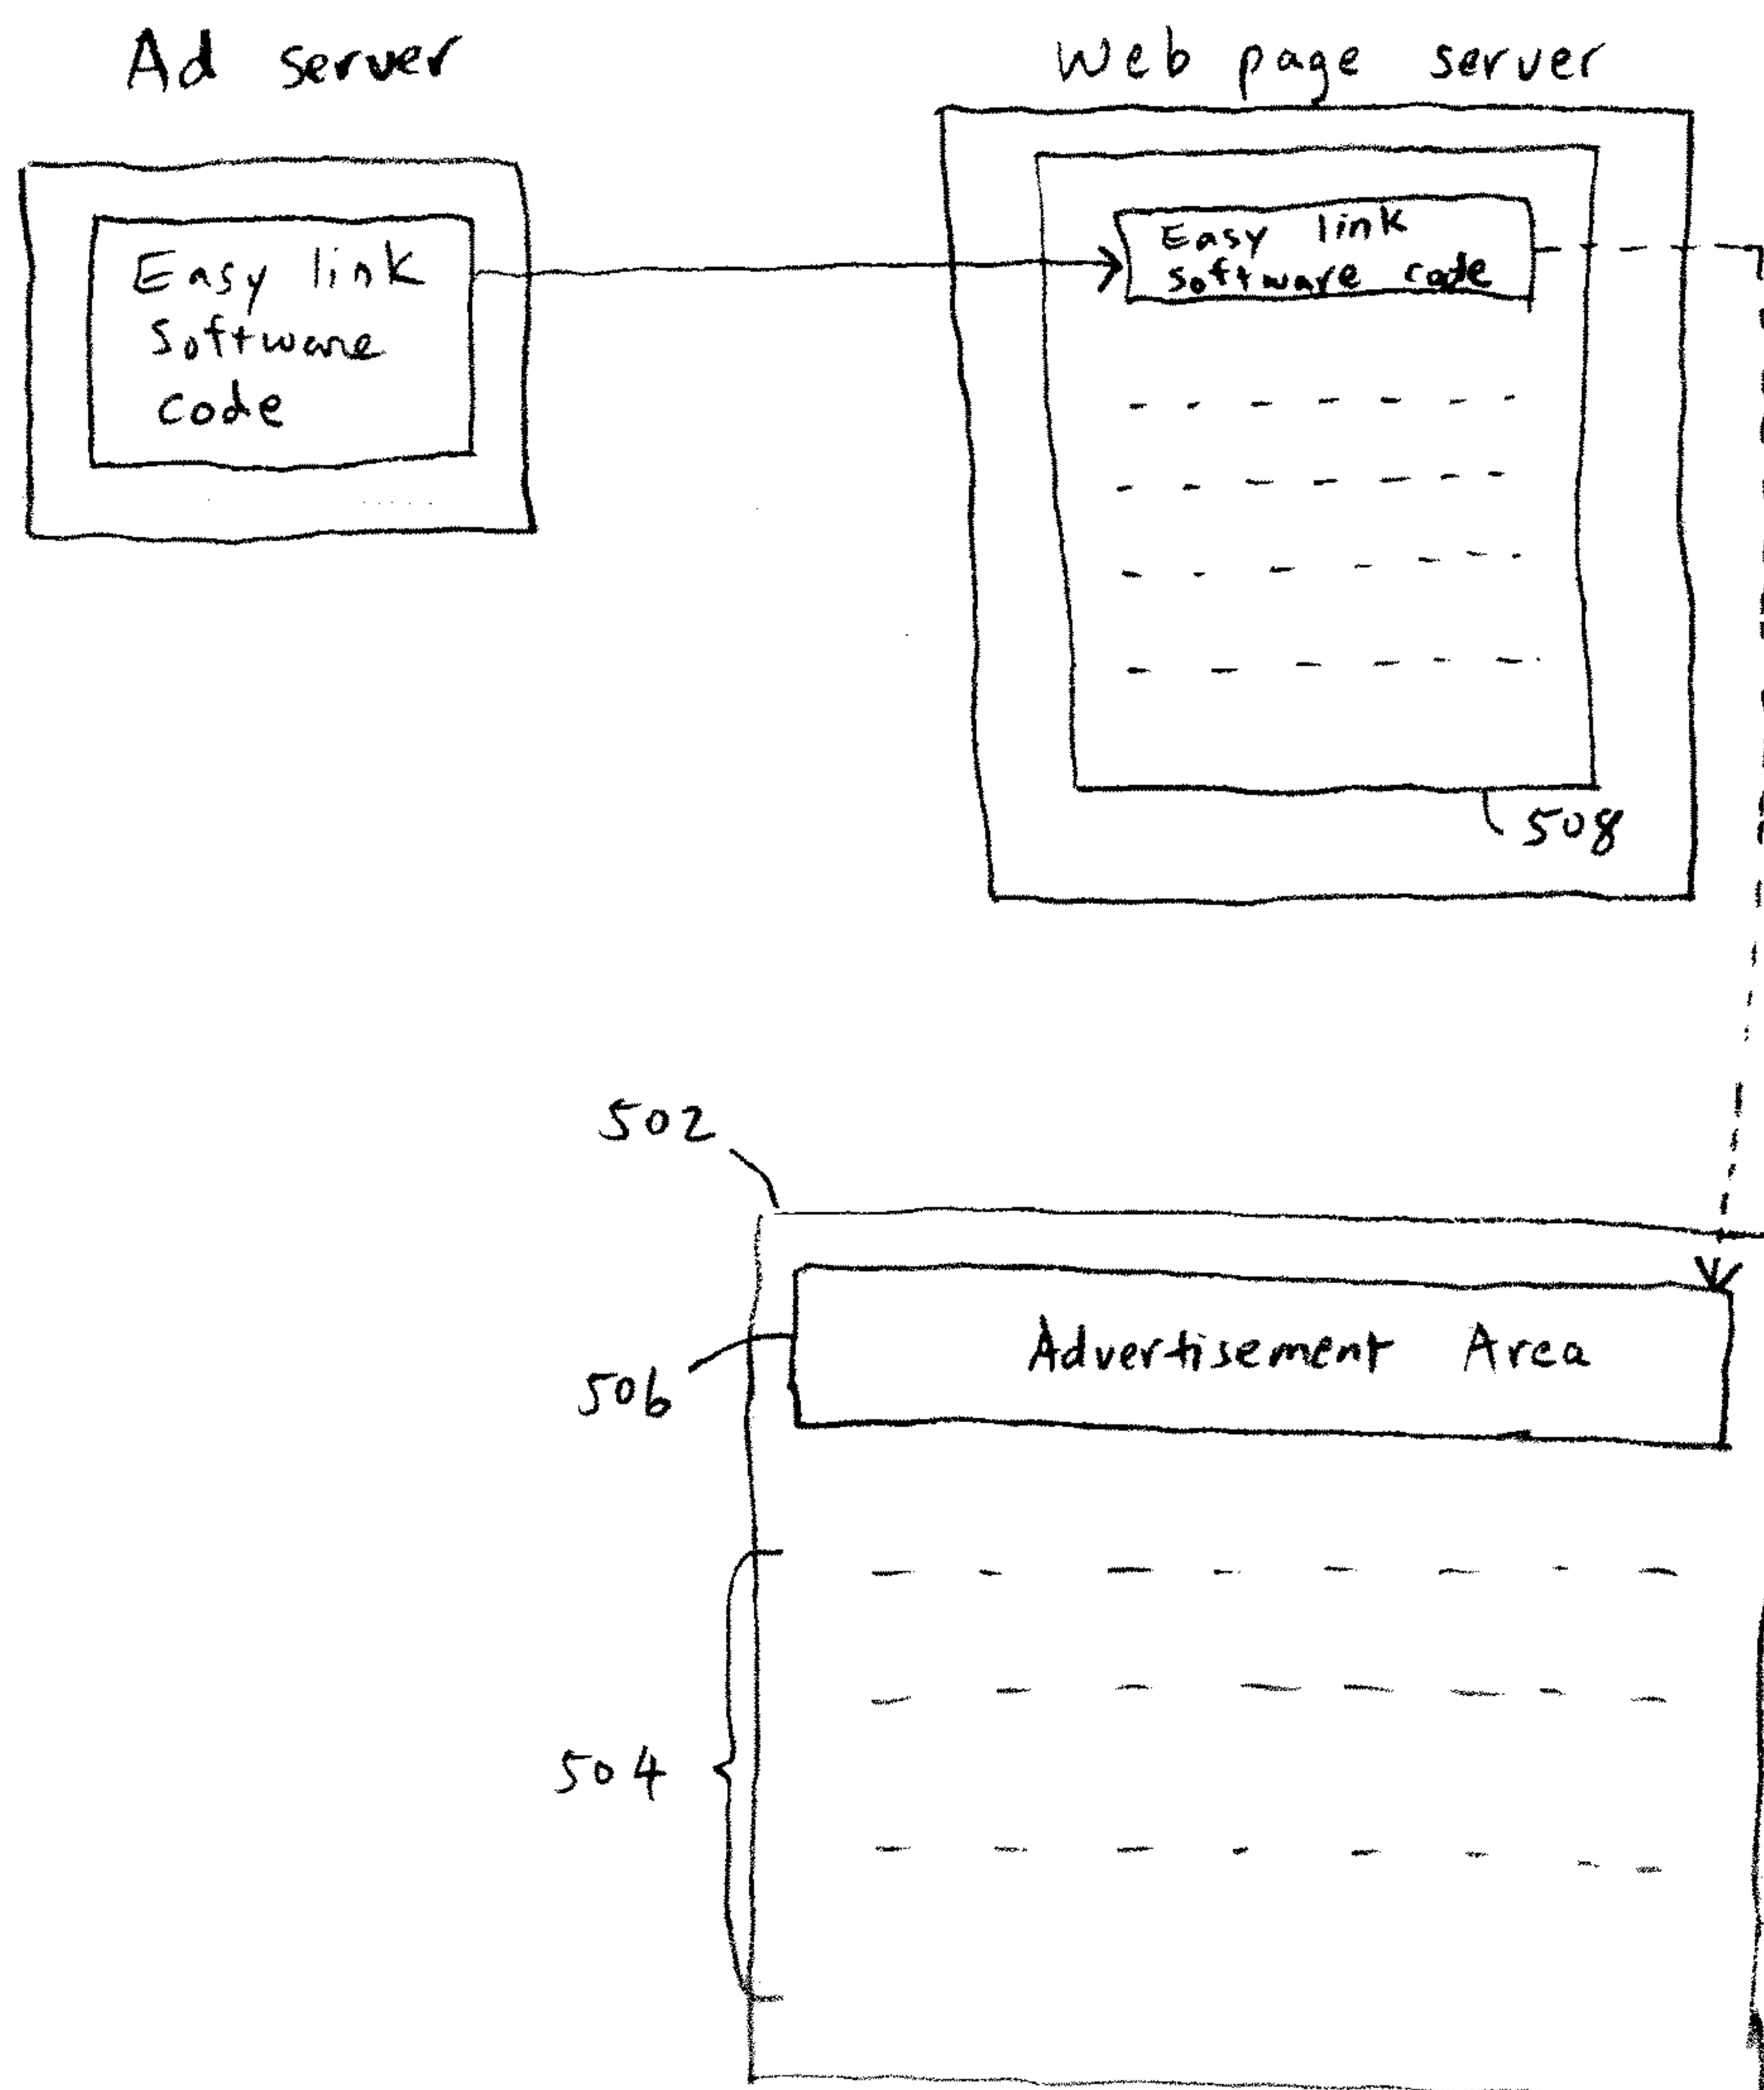 Ad server
Web page server
Easy link
software
code
Easy link
software code
508
502
Advertisement Area
506
504